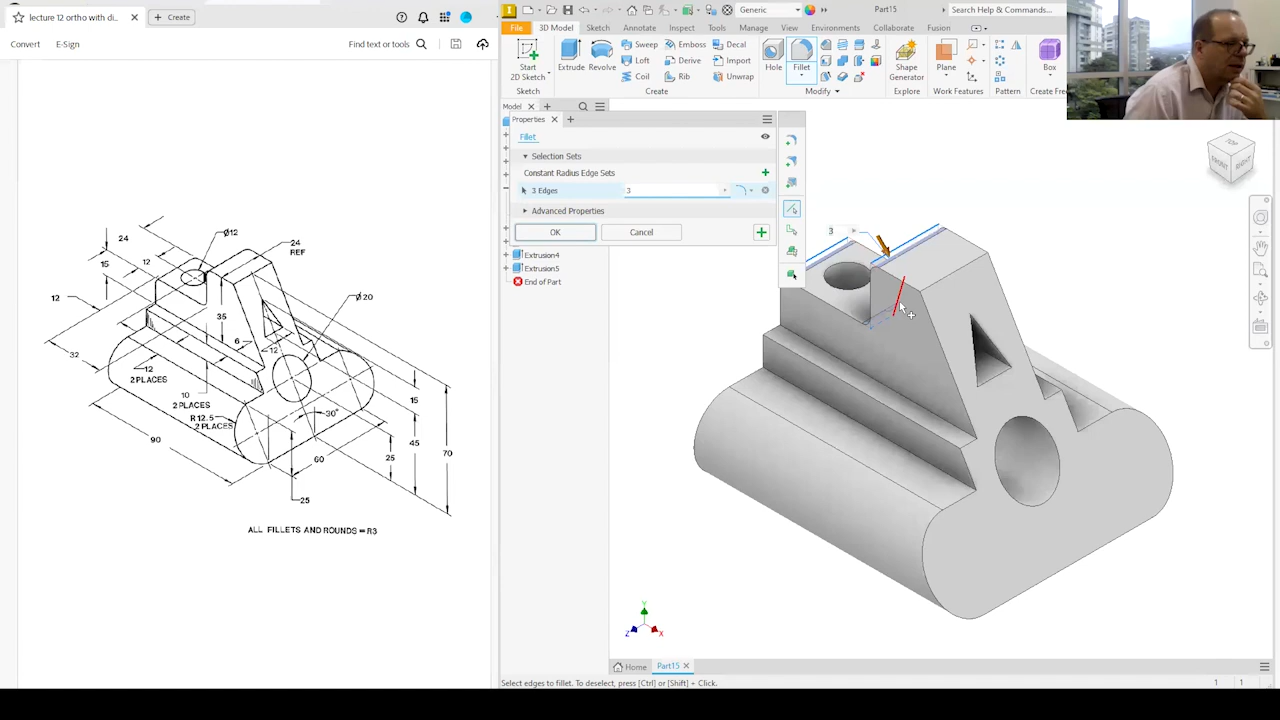 lecture 12 ortho with di...
Create
Convert
E-Sign
Find text or tools
24
Ø12
24
REF
15
12
12
Ø20
35
6
12
32
12
2 PLACES
10
2 PLACES
R 12.5
2 PLACES
30°
15
45
70
90
60
25
25
ALL FILLETS AND ROUNDS = R3
Generic
Part15
Search Help & Commands...
File
3D Model
Sketch
Annotate
Inspect
Tools
Manage
View
Environments
Collaborate
Fusion
Start
2D Sketch
Extrude
Revolve
Sweep
Loft
Coil
Emboss
Derive
Rib
Decal
Import
Unwrap
Hole
Fillet
Shape
Generator
Plane
Box
Sketch
Create
Modify
Explore
Work Features
Pattern
Create Fre
Model
Properties
Fillet
Selection Sets
Constant Radius Edge Sets
3 Edges
3
Advanced Properties
OK
Cancel
Extrusion4
Extrusion5
End of Part
3
TOP
FRONT
RIGHT
Y
Z
X
Home
Part15
Select edges to fillet. To deselect, press [Ctrl] or [Shift] + Click.
1
1